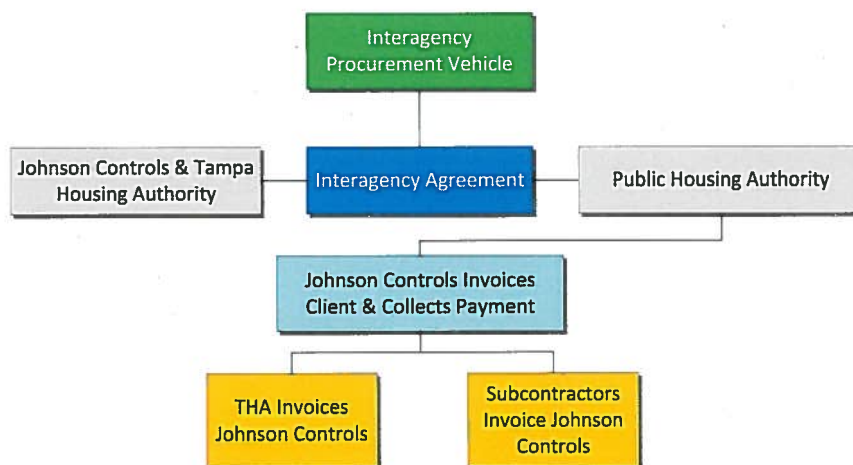 Interagency
Procurement Vehicle
Johnson Controls & Tampa
Housing Authority
Interagency Agreement
Public Housing Authority
Johnson Controls Invoices
Client & Collects Payment
THA Invoices
Johnson Controls
Subcontractors
Invoice Johnson
Controls